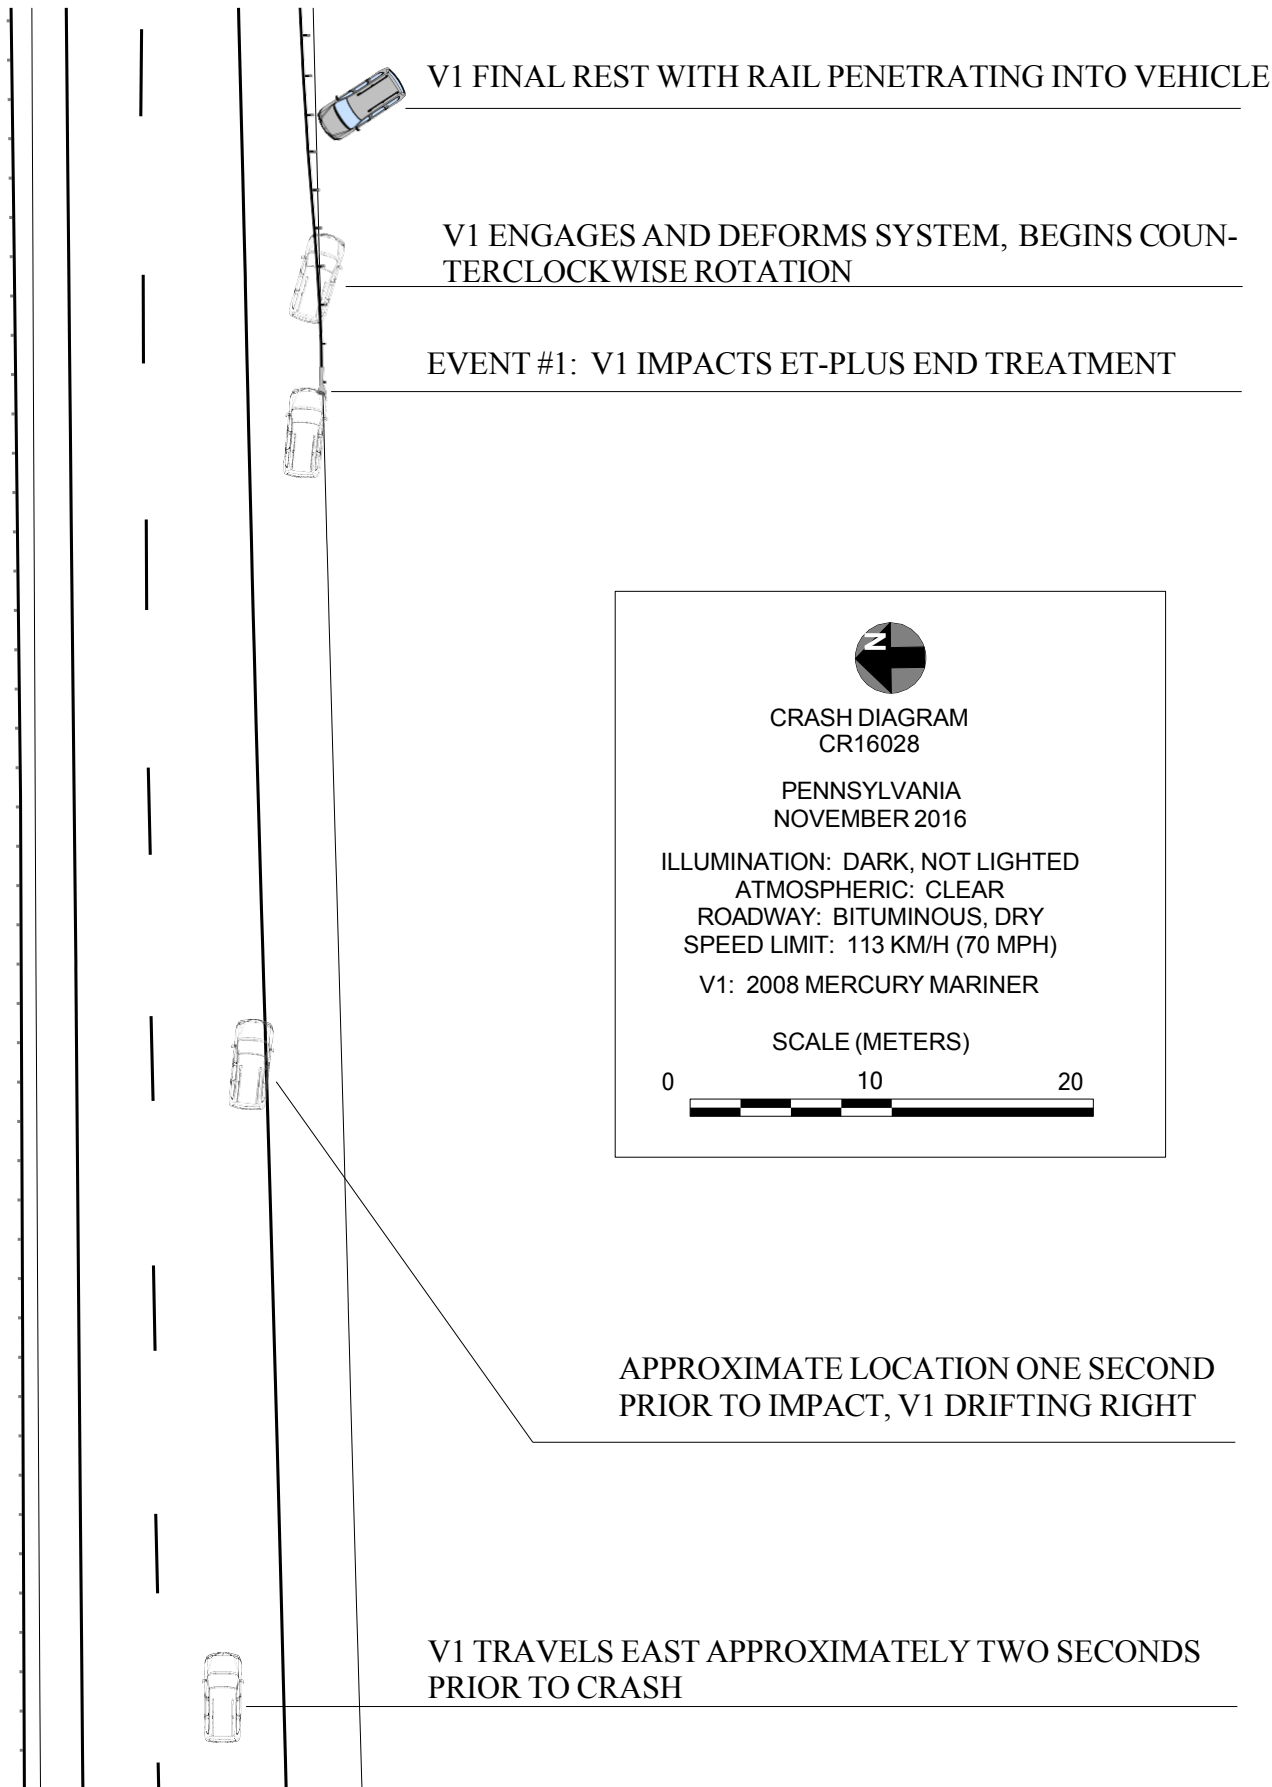 V1 FINAL REST WITH RAIL PENETRATING INTO VEHICLE
V1 ENGAGES AND DEFORMS SYSTEM, BEGINS COUN-
TERCLOCKWISE ROTATION
EVENT #1: V1 IMPACTS ET-PLUS END TREATMENT
N
CRASH DIAGRAM
CR16028
PENNSYLVANIA
NOVEMBER 2016
ILLUMINATION: DARK, NOT LIGHTED
ATMOSPHERIC: CLEAR
ROADWAY: BITUMINOUS, DRY
SPEED LIMIT: 113 KM/H (70 MPH)
V1: 2008 MERCURY MARINER
SCALE (METERS)
0 10 20
APPROXIMATE LOCATION ONE SECOND
PRIOR TO IMPACT, V1 DRIFTING RIGHT
V1 TRAVELS EAST APPROXIMATELY TWO SECONDS
PRIOR TO CRASH